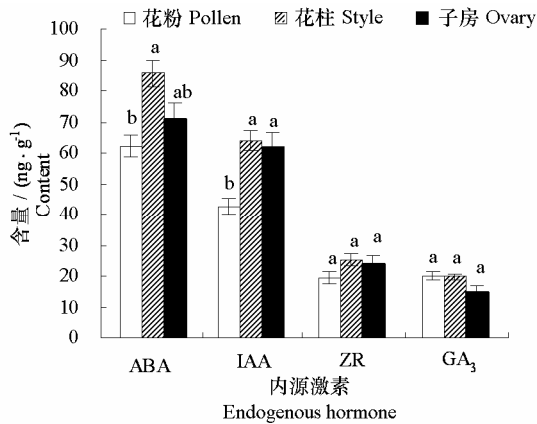 花粉 Pollen 花柱 Style 子房 Ovary
含量 / (ng · g⁻¹)
Content
100
90
80
70
60
50
40
30
20
10
0
b a ab
b a a
a a a
a a a
ABA IAA ZR GA₃
内源激素
Endogenous hormone